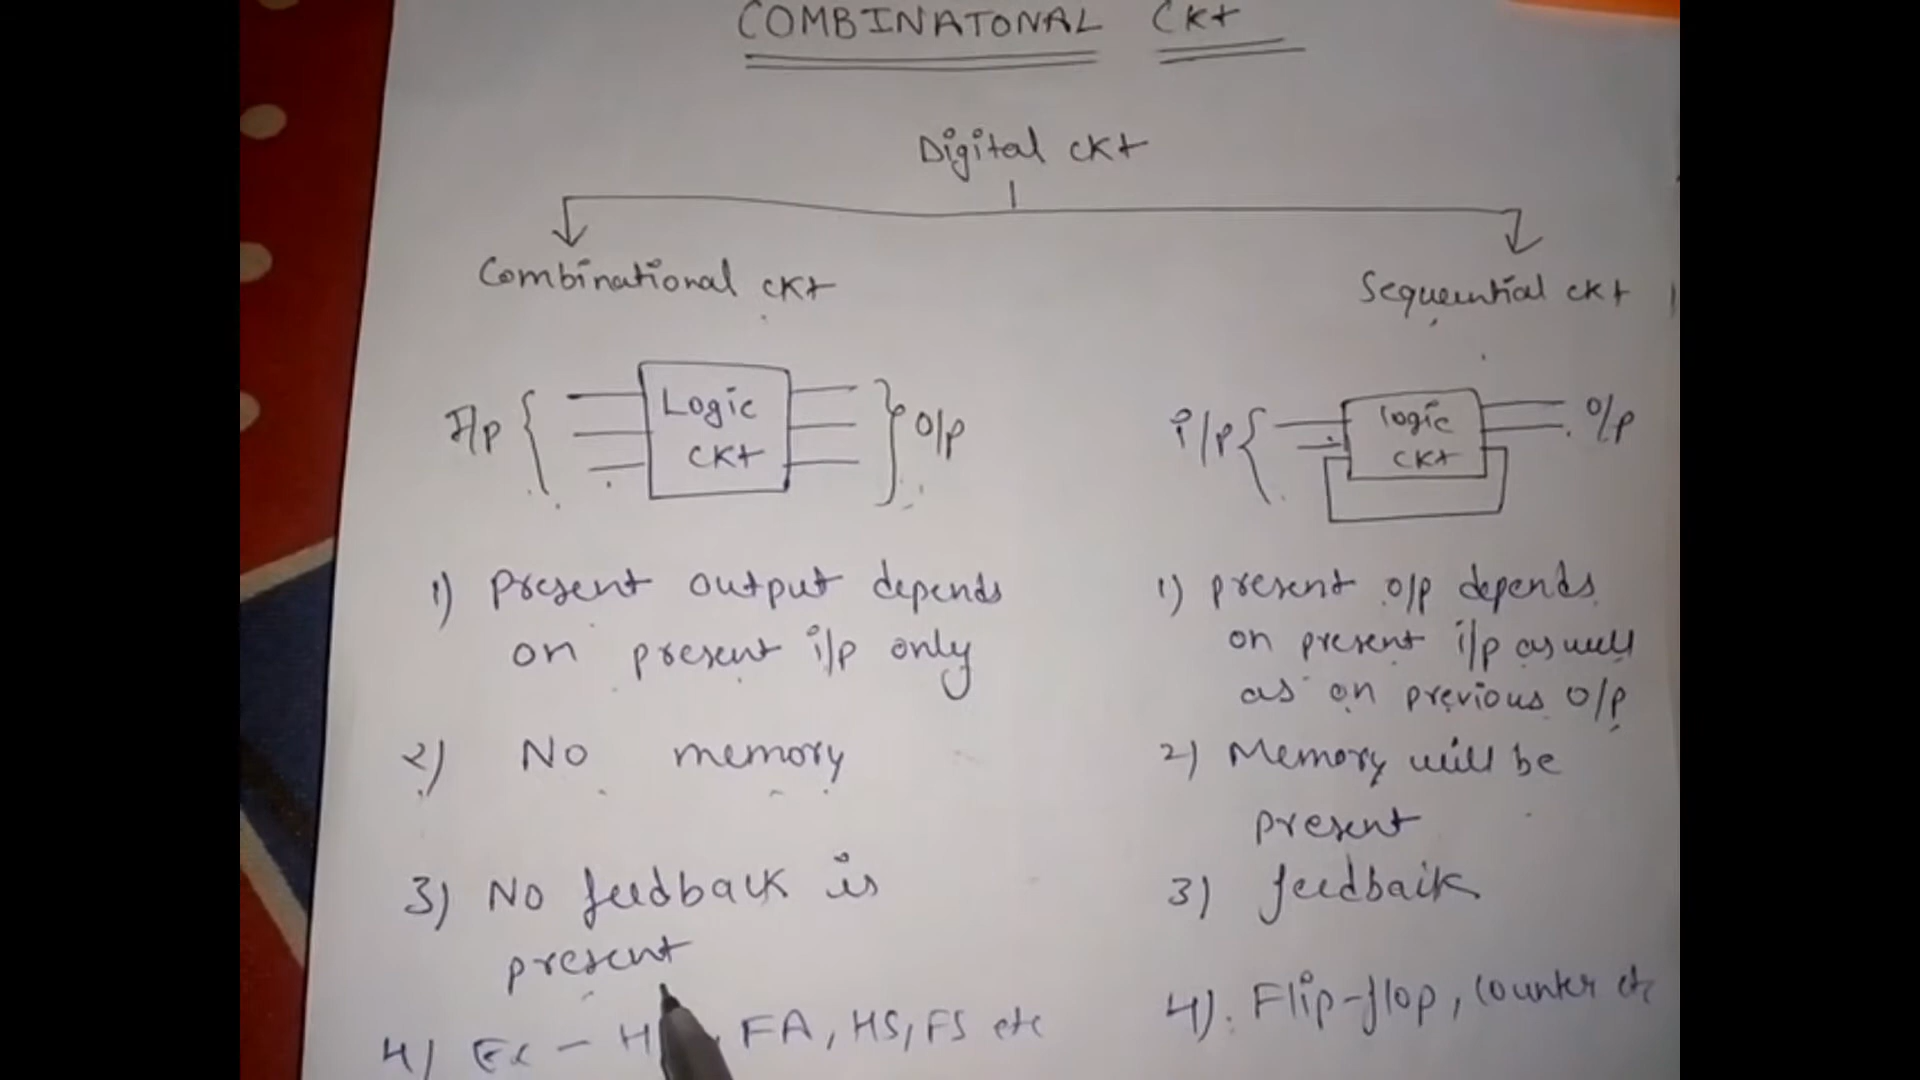 COMBINATONAL CKt
Digital CKt
Combinational CKt
I/p
Logic
CKt
O/p
1) Present output depends
on present i/p only
2) No memory
3) No feedback is
present
4) Ex - H , FA, HS, FS etc
Sequential CKt
i/p
logic
CKt
O/p
1) present o/p depends
on present i/p as well
as on previous O/p
2) Memory will be
present
3) feedback
4). Flip-flop, counter etc